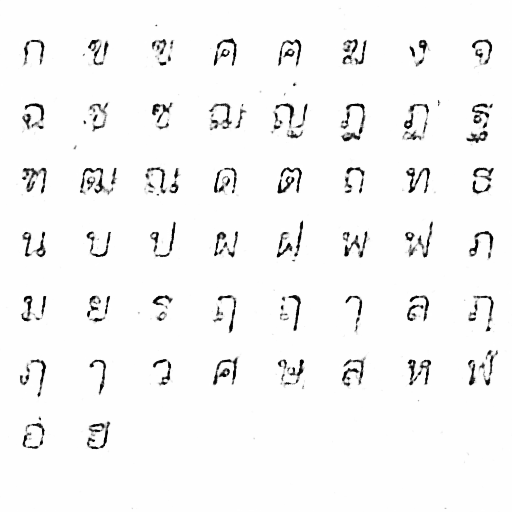 ก ข ฃ ค ฅ ฆ ง จ
ฉ ช ซ ฌ ญ ฎ ฏ ฐ
ฑ ฒ ณ ด ต ถ ท ธ
น บ ป ผ ฝ พ ฟ ภ
ม ย ร ฤ ฤ ๅ ล ฦ
ฦ ๅ ว ศ ษ ส ห ฬ
อ่ ฮ